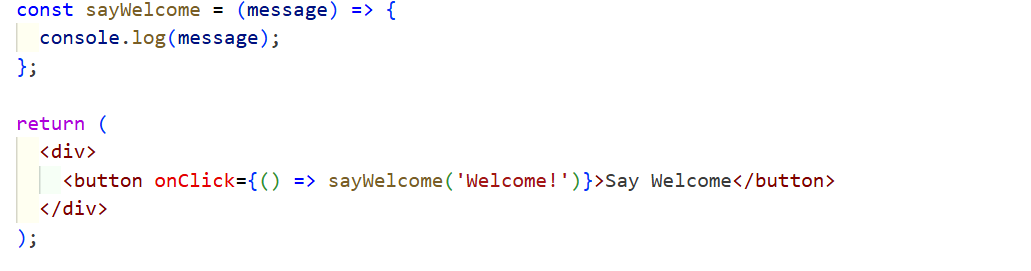 const sayWelcome = (message) => {
  console.log(message);
};

return (
  <div>
    <button onClick={() => sayWelcome('Welcome!')}>Say Welcome</button>
  </div>
);